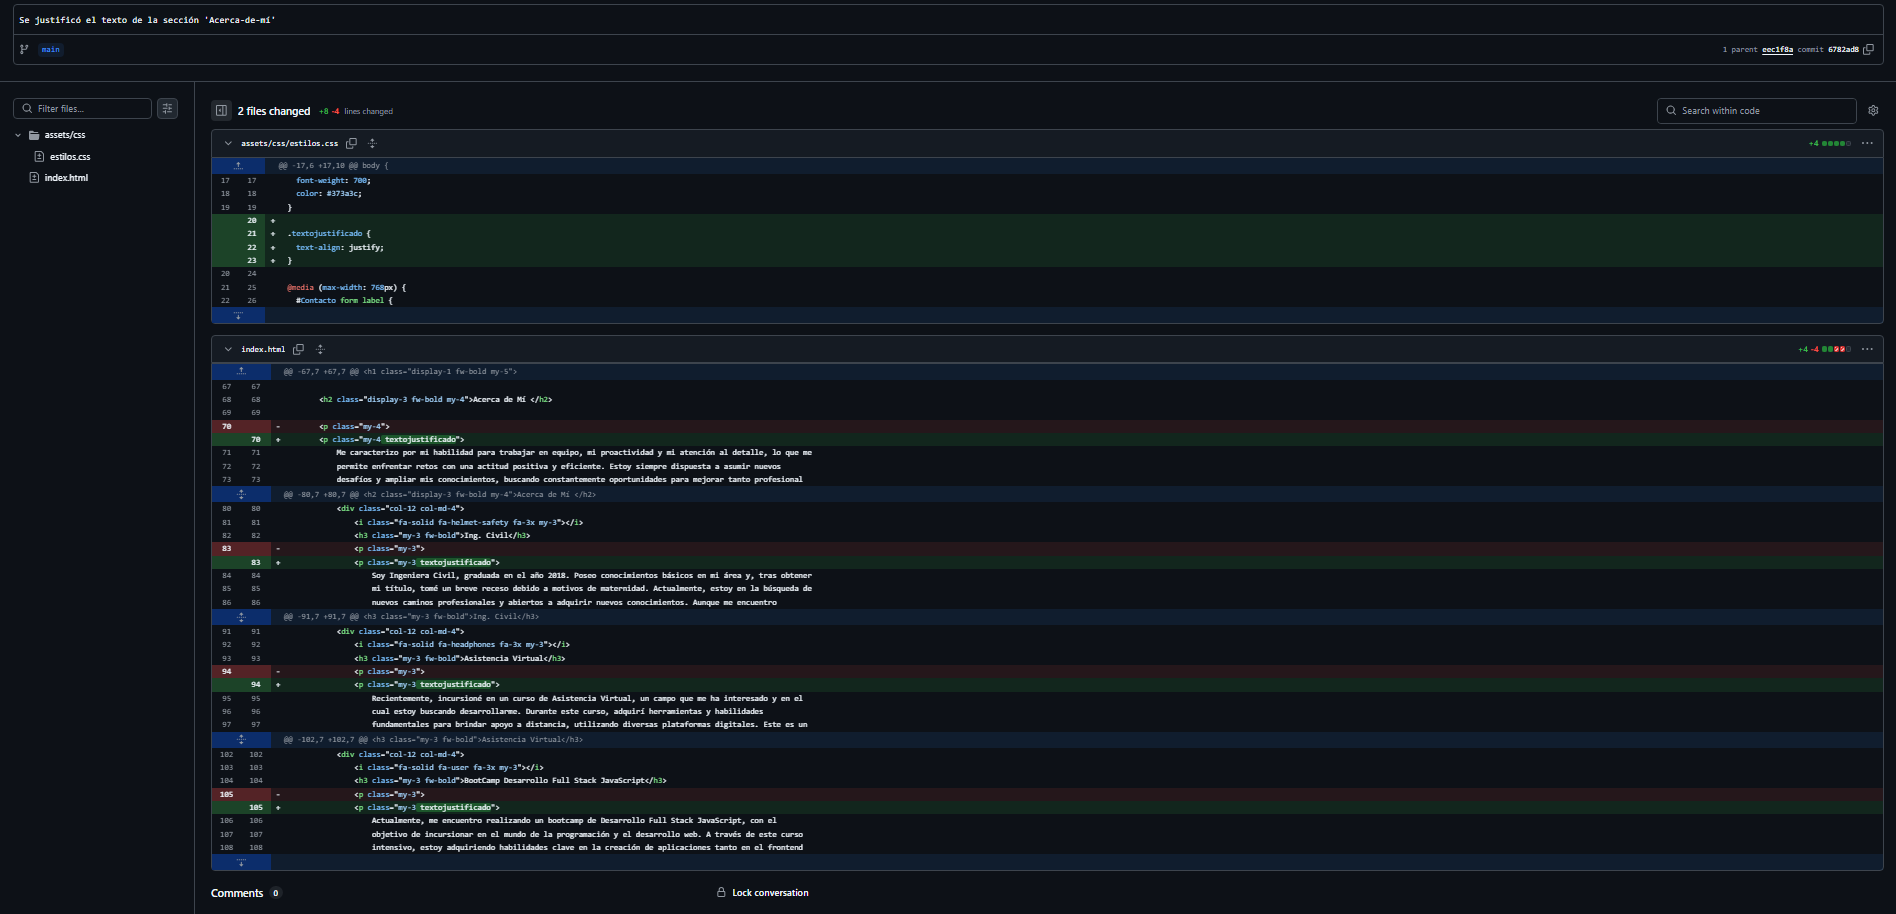 Se justificó el texto de la sección 'Acerca-de-mí'
main
1 parent eec1f8a commit 6782ad8
Filter files...
assets/css
estilos.css
index.html
2 files changed +8 -4 lines changed
Search within code
assets/css/estilos.css
+4
@@ -17,6 +17,10 @@ body {
17 17 font-weight: 700;
18 18 color: #373a3c;
19 19 }
20 +
21 + .textojustificado {
22 + text-align: justify;
23 + }
20 24
21 25 @media (max-width: 768px) {
22 26 #Contacto form label {
index.html
+4 -4
@@ -67,7 +67,7 @@ <h1 class="display-1 fw-bold my-5">
67 67
68 68 <h2 class="display-3 fw-bold my-4">Acerca de Mí </h2>
69 69
70 - <p class="my-4">
70 + <p class="my-4 textojustificado">
71 71 Me caracterizo por mi habilidad para trabajar en equipo, mi proactividad y mi atención al detalle, lo que me
72 72 permite enfrentar retos con una actitud positiva y eficiente. Estoy siempre dispuesta a asumir nuevos
73 73 desafíos y ampliar mis conocimientos, buscando constantemente oportunidades para mejorar tanto profesional
@@ -80,7 +80,7 @@ <h2 class="display-3 fw-bold my-4">Acerca de Mí </h2>
80 80 <div class="col-12 col-md-4">
81 81 <i class="fa-solid fa-helmet-safety fa-3x my-3"></i>
82 82 <h3 class="my-3 fw-bold">Ing. Civil</h3>
83 - <p class="my-3">
83 + <p class="my-3 textojustificado">
84 84 Soy Ingeniera Civil, graduada en el año 2018. Poseo conocimientos básicos en mi área y, tras obtener
85 85 mi título, tomé un breve receso debido a motivos de maternidad. Actualmente, estoy en la búsqueda de
86 86 nuevos caminos profesionales y abiertos a adquirir nuevos conocimientos. Aunque me encuentro
@@ -91,7 +91,7 @@ <h3 class="my-3 fw-bold">Ing. Civil</h3>
91 91 <div class="col-12 col-md-4">
92 92 <i class="fa-solid fa-headphones fa-3x my-3"></i>
93 93 <h3 class="my-3 fw-bold">Asistencia Virtual</h3>
94 - <p class="my-3">
94 + <p class="my-3 textojustificado">
95 95 Recientemente, incursioné en un curso de Asistencia Virtual, un campo que me ha interesado y en el
96 96 cual estoy buscando desarrollarme. Durante este curso, adquirí herramientas y habilidades
97 97 fundamentales para brindar apoyo a distancia, utilizando diversas plataformas digitales. Este es un
@@ -102,7 +102,7 @@ <h3 class="my-3 fw-bold">Asistencia Virtual</h3>
102 102 <div class="col-12 col-md-4">
103 103 <i class="fa-solid fa-user fa-3x my-3"></i>
104 104 <h3 class="my-3 fw-bold">BootCamp Desarrollo Full Stack JavaScript</h3>
105 - <p class="my-3">
105 + <p class="my-3 textojustificado">
106 106 Actualmente, me encuentro realizando un bootcamp de Desarrollo Full Stack JavaScript, con el
107 107 objetivo de incursionar en el mundo de la programación y el desarrollo web. A través de este curso
108 108 intensivo, estoy adquiriendo habilidades clave en la creación de aplicaciones tanto en el frontend
Comments 0
Lock conversation